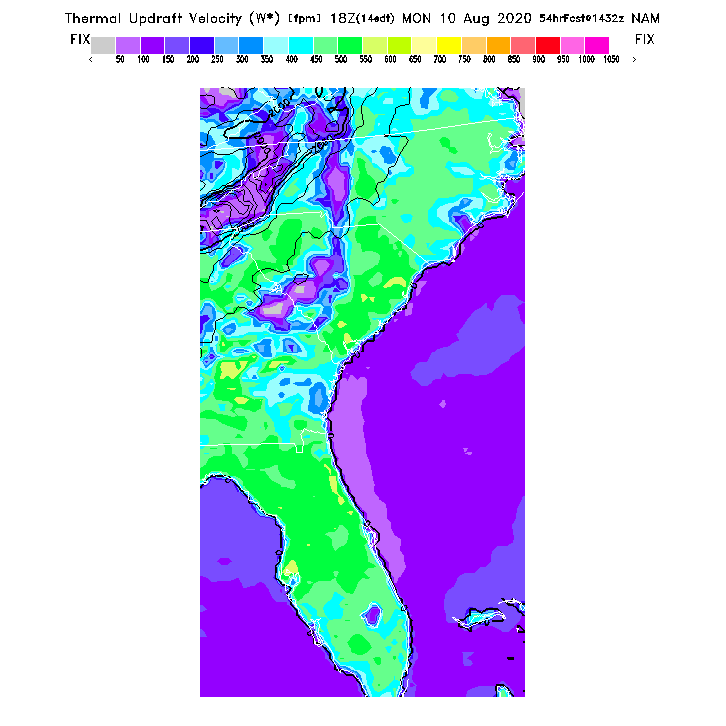 Thermal Updraft Velocity (W*) [fpm] 18Z(14edt) MON 10 Aug 2020 54hrFcst@1432z NAM
FIX FIX
< 50 100 150 200 250 300 350 400 450 500 550 600 650 700 750 800 850 900 950 1000 1050 >